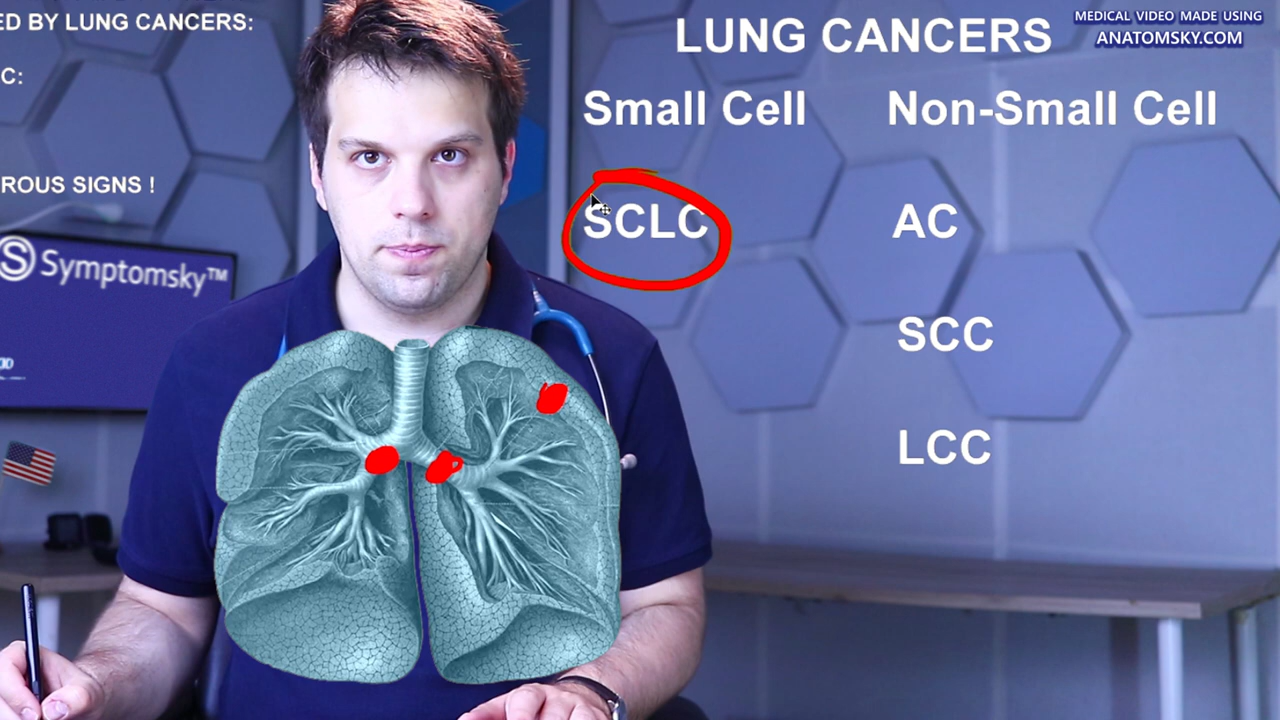 ED BY LUNG CANCERS:
C:
ROUS SIGNS !
Symptomsky™
LUNG CANCERS
Small Cell
Non-Small Cell
SCLC
AC
SCC
LCC
MEDICAL VIDEO MADE USING
ANATOMSKY.COM